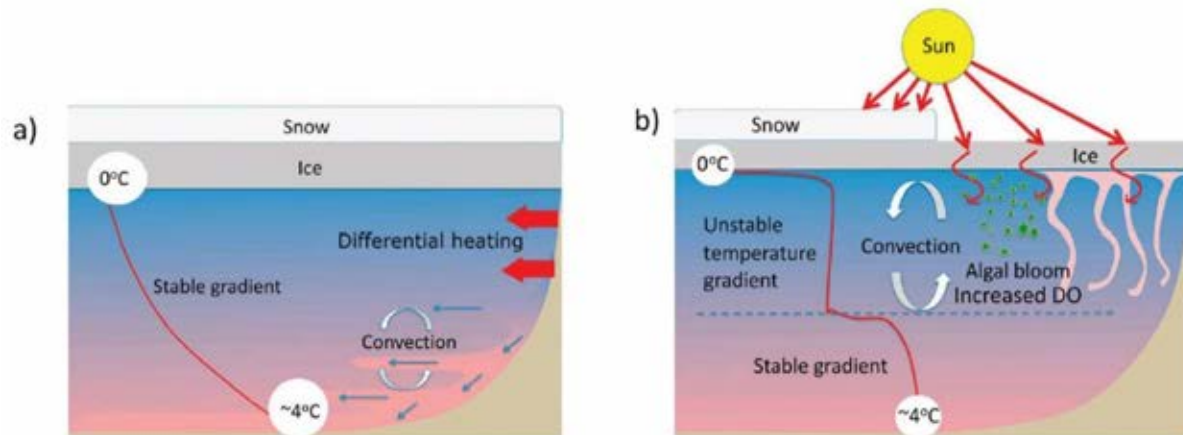 a)
Snow
Ice
0°C
Differential heating
Stable gradient
Convection
~4°C
b)
Sun
Snow
Ice
0°C
Unstable
temperature
gradient
Convection
Algal bloom
Increased DO
Stable gradient
~4°C